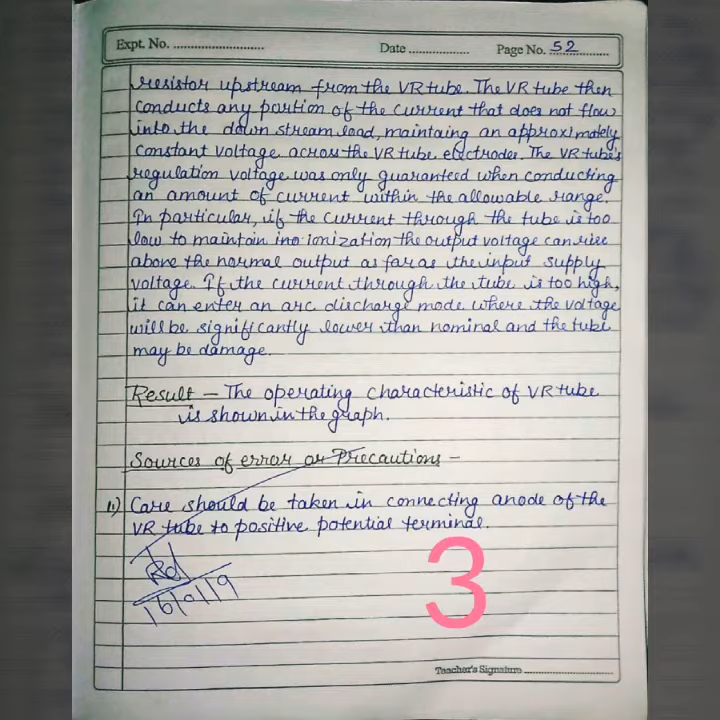 Expt. No. ............................
Date ..................
Page No. 52
resistor upstream from the VR tube. The VR tube then
conducts any portion of the current that does not flow
into the down stream load, maintaing an approximately
constant voltage across the VR tube electrodes. The VR tube's
regulation voltage was only guaranteed when conducting
an amount of current within the allowable range.
In particular, if the current through the tube is too
low to maintain ino ionization the output voltage can rise
above the normal output as far as the input supply
voltage. If the current through the tube is too high,
it can enter an arc discharge mode where the voltage
will be significantly lower than nominal and the tube
may be damage.
Result - The operating characteristic of VR tube
is shown in the graph.
Sources of error or Precautions -
Care should be taken in connecting anode of the
VR tube to positive potential terminal.
3
Teacher's Signature ............................